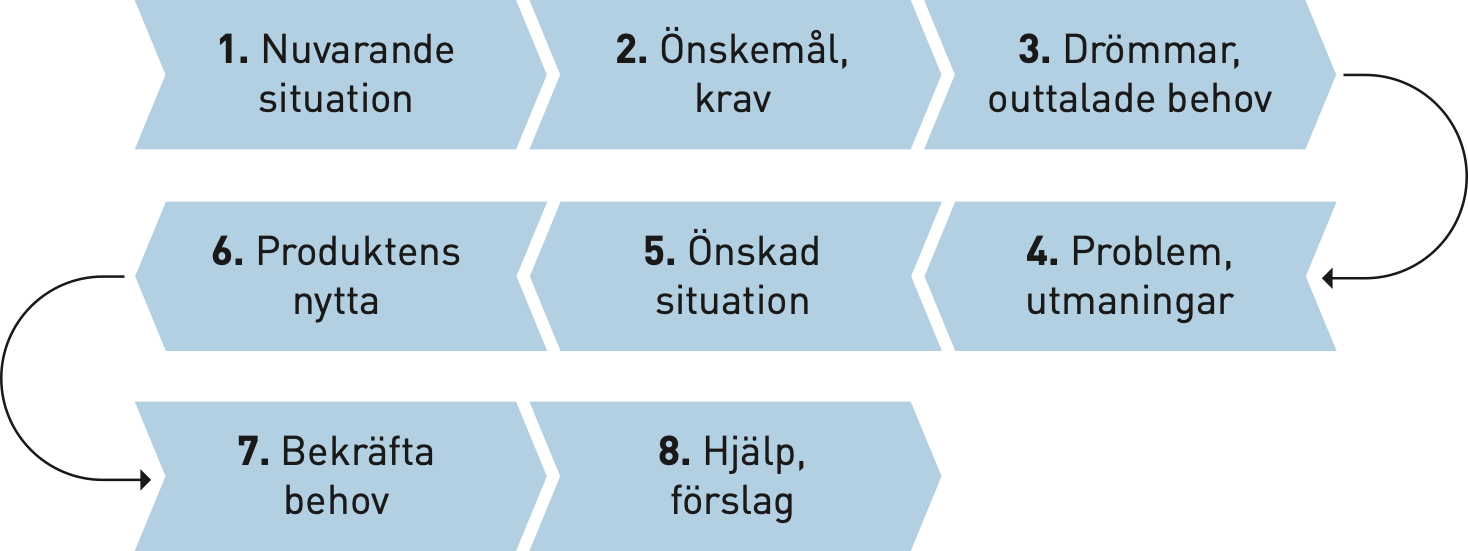 1. Nuvarande
situation
2. Önskemål,
krav
3. Drömmar,
outtalade behov
4. Problem,
utmaningar
5. Önskad
situation
6. Produktens
nytta
7. Bekräfta
behov
8. Hjälp,
förslag